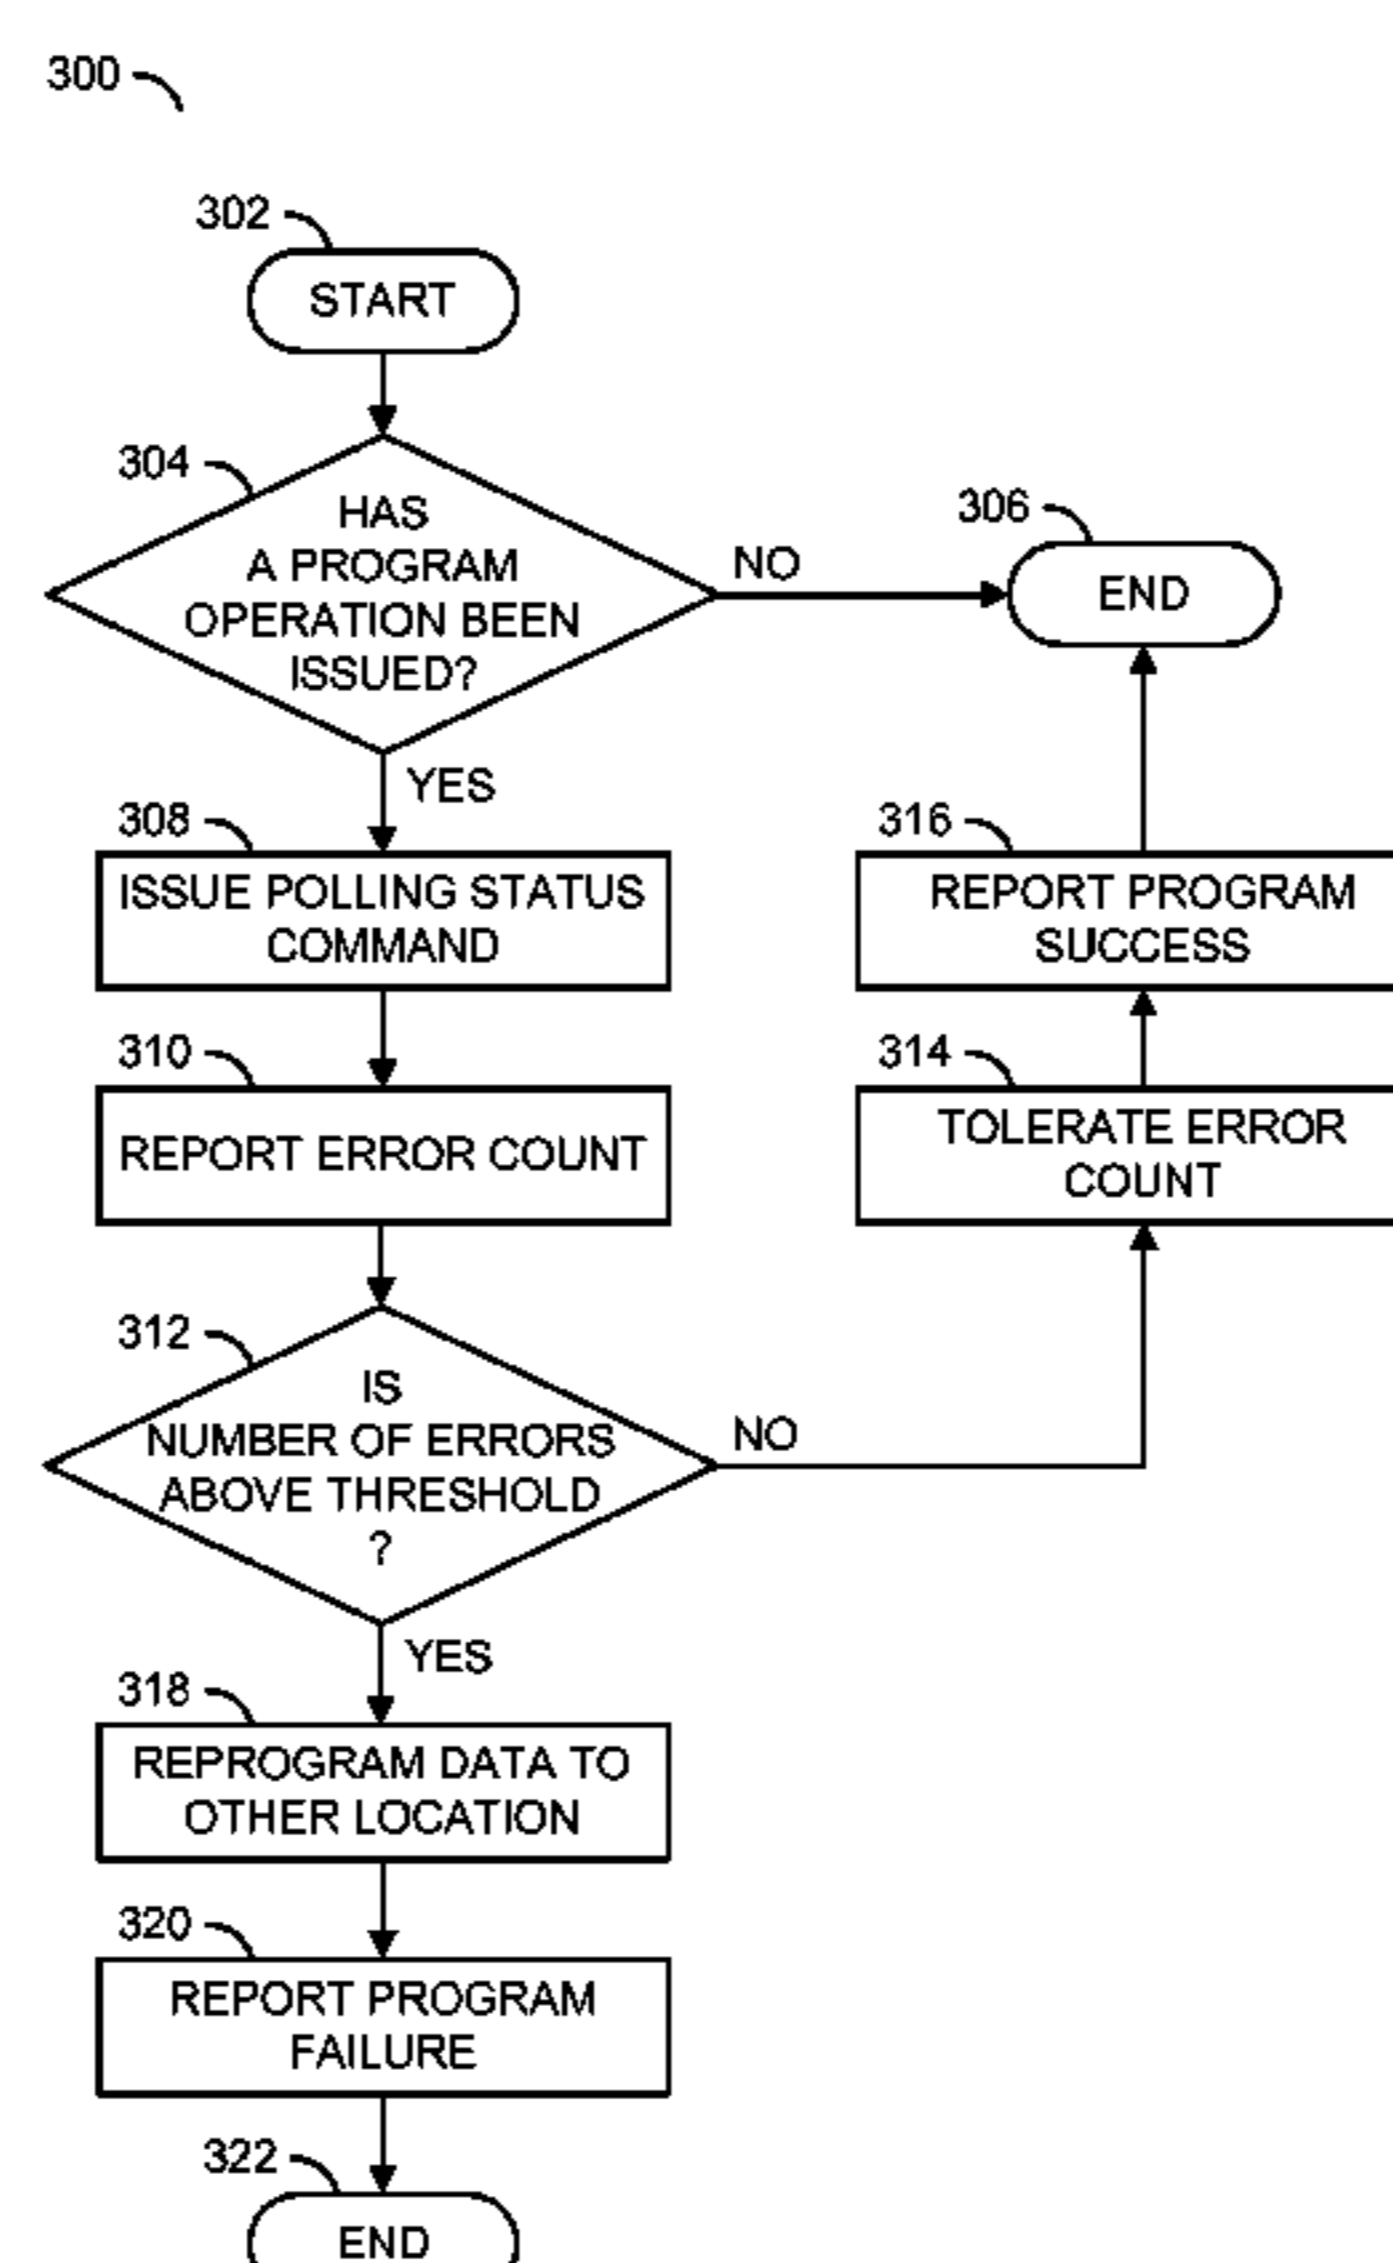 300
302
START
304
HAS
A PROGRAM
OPERATION BEEN
ISSUED?
NO
306
END
YES
308
ISSUE POLLING STATUS
COMMAND
316
REPORT PROGRAM
SUCCESS
310
REPORT ERROR COUNT
314
TOLERATE ERROR
COUNT
312
IS
NUMBER OF ERRORS
ABOVE THRESHOLD
?
NO
YES
318
REPROGRAM DATA TO
OTHER LOCATION
320
REPORT PROGRAM
FAILURE
322
END